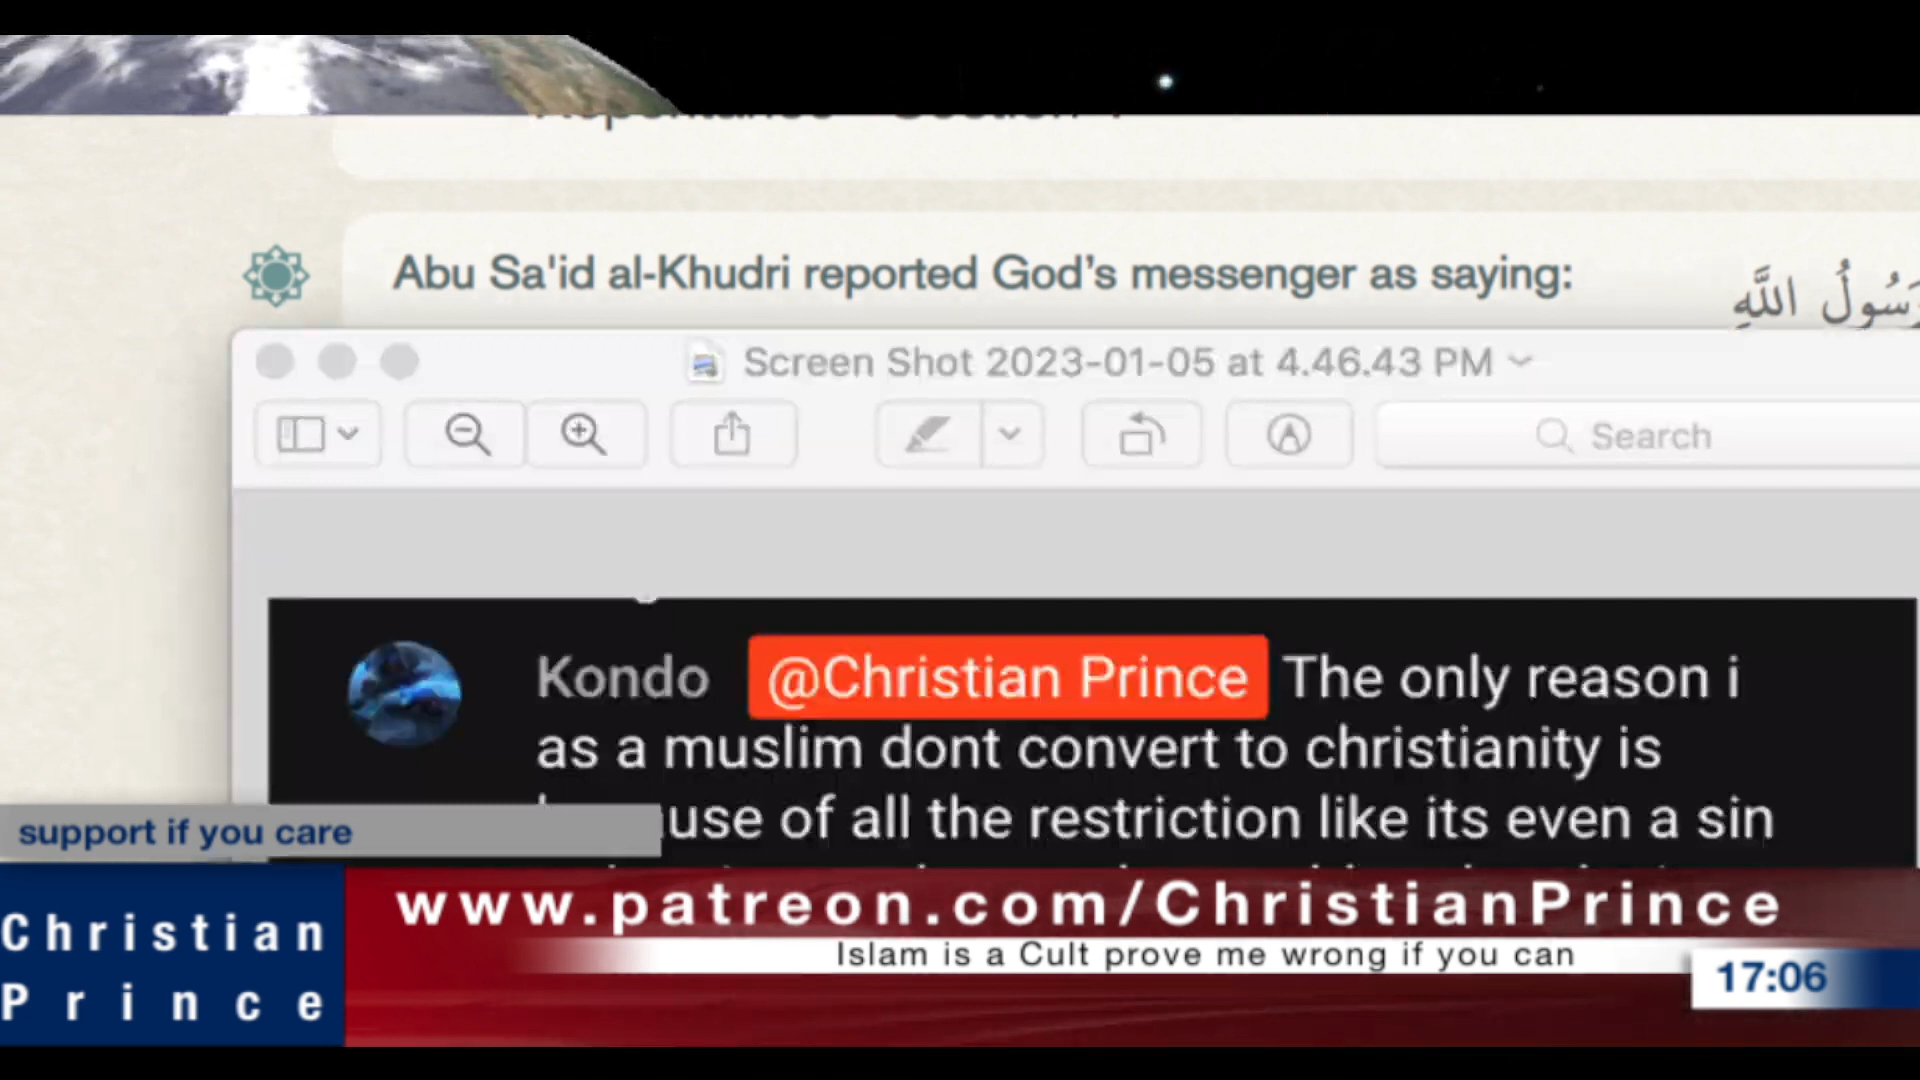 Abu Sa'id al-Khudri reported God's messenger as saying:
رَسُولُ اللَّهِ
Screen Shot 2023-01-05 at 4.46.43 PM
Search
Kondo @Christian Prince The only reason i
as a muslim dont convert to christianity is
use of all the restriction like its even a sin
support if you care
Christian
Prince
www.patreon.com/ChristianPrince
Islam is a Cult prove me wrong if you can
17:06